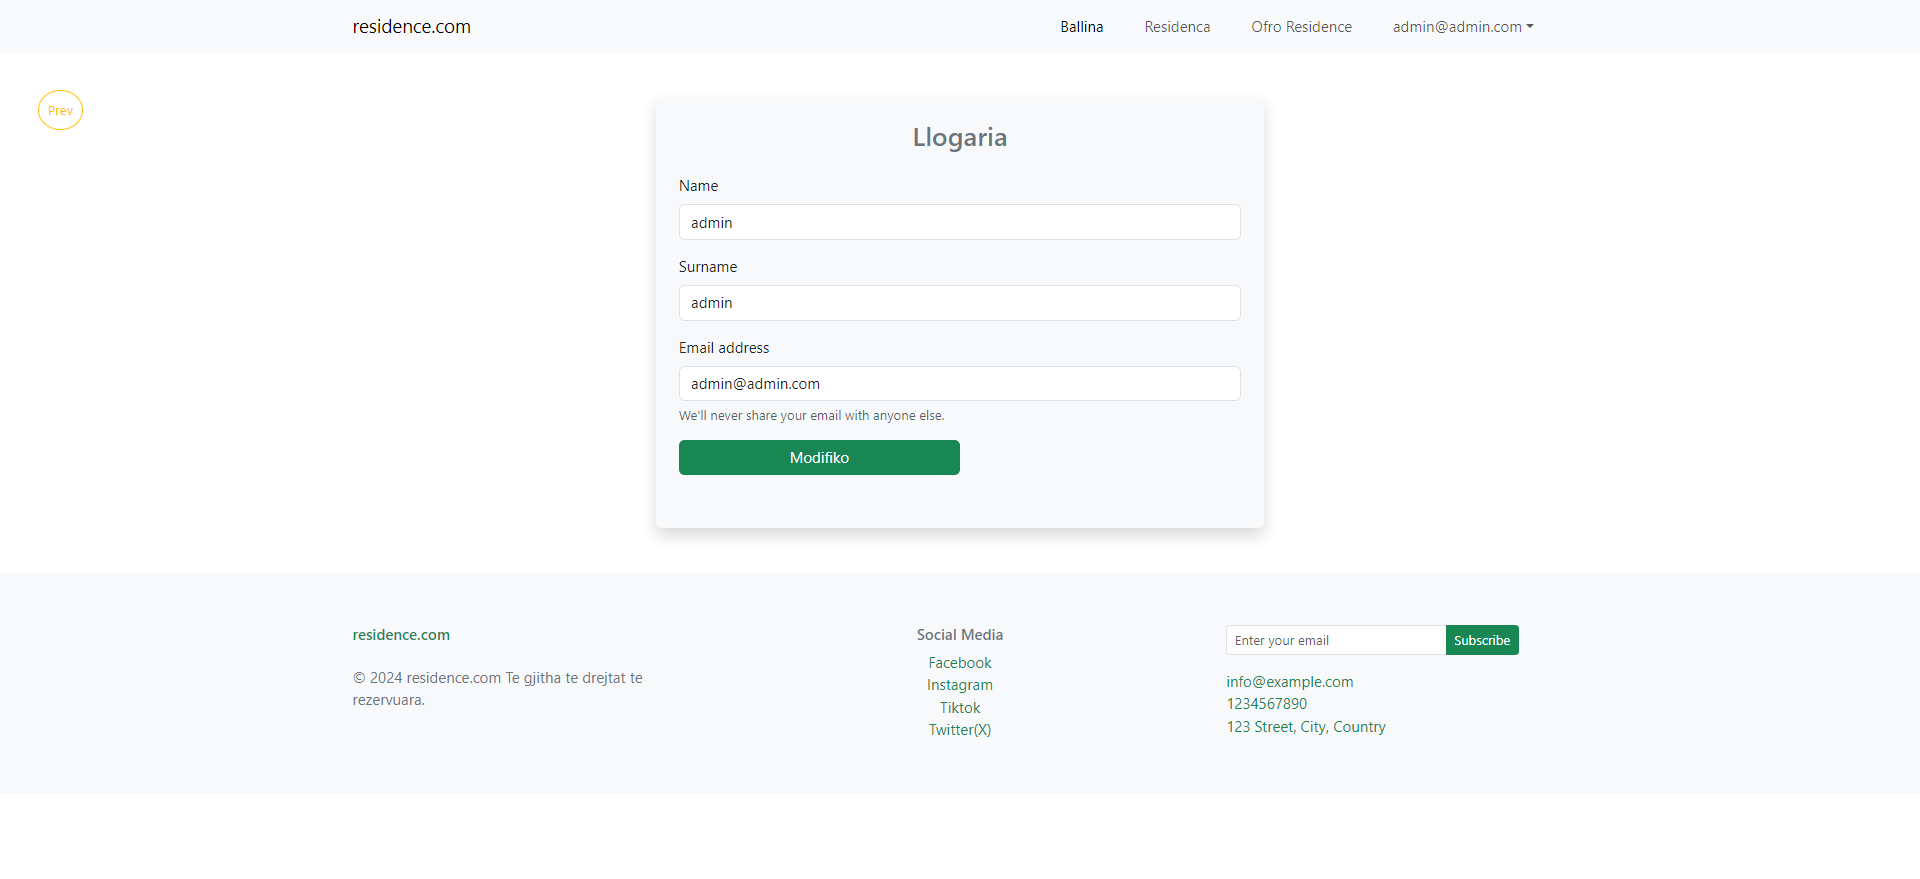 residence.com
Ballina
Residenca
Ofro Residence
admin@admin.com
Prev
Llogaria
Name
admin
Surname
admin
Email address
admin@admin.com
We'll never share your email with anyone else.
Modifiko
residence.com
© 2024 residence.com Te gjitha te drejtat te
rezervuara.
Social Media
Facebook
Instagram
Tiktok
Twitter(X)
Enter your email
Subscribe
info@example.com
1234567890
123 Street, City, Country